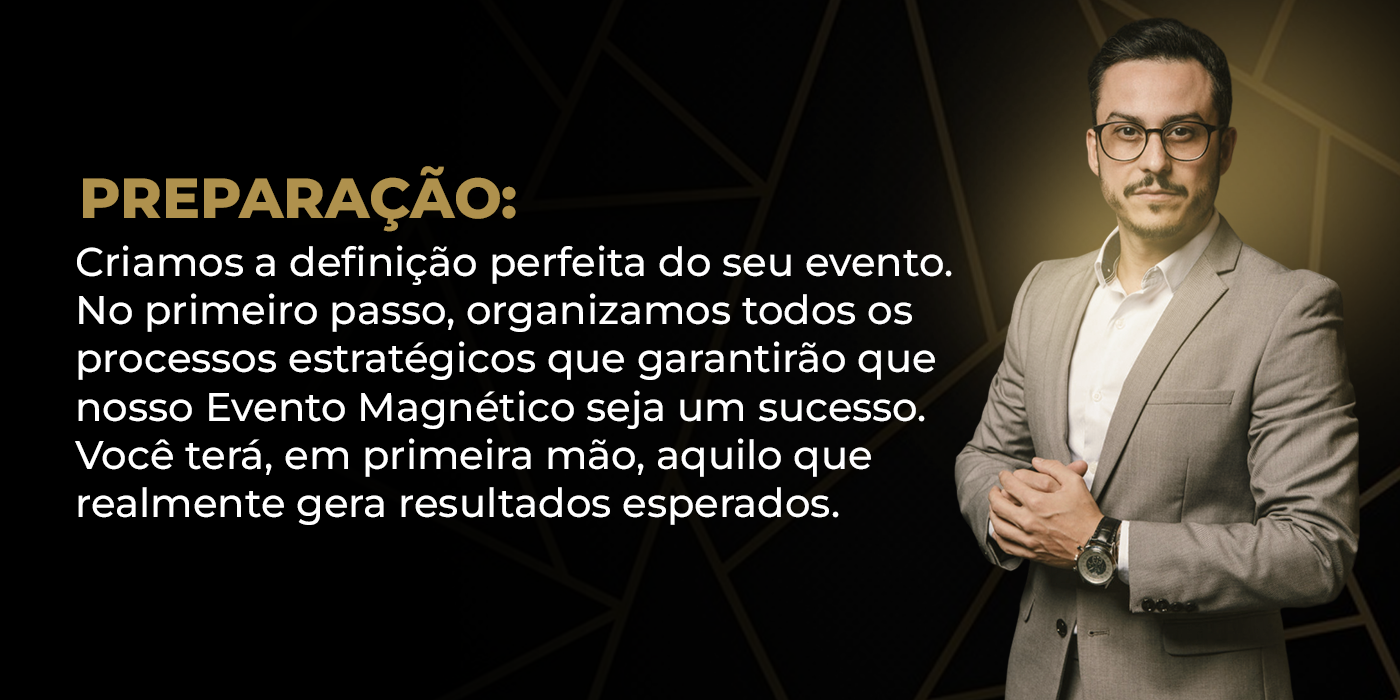 PREPARAÇÃO:
Criamos a definição perfeita do seu evento.
No primeiro passo, organizamos todos os
processos estratégicos que garantirão que
nosso Evento Magnético seja um sucesso.
Você terá, em primeira mão, aquilo que
realmente gera resultados esperados.